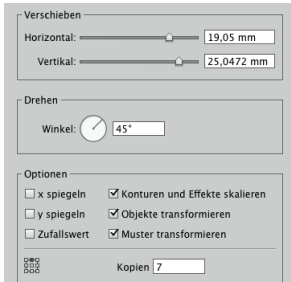 Verschieben
Horizontal: 19,05 mm
Vertikal: 25,0472 mm
Drehen
Winkel: 45°
Optionen
x spiegeln Konturen und Effekte skalieren
y spiegeln Objekte transformieren
Zufallswert Muster transformieren
Kopien 7